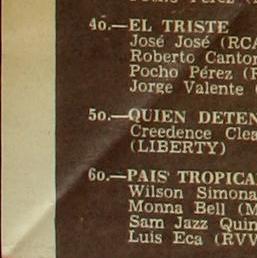 4o.—EL TRISTE
José José (RCA
Roberto Canto
Pocho Pérez (
Jorge Valente (
5o.—QUIEN DETEN
Creedence Clea
(LIBERTY)
6o.—PAIS TROPICA
Wilson Simona
Monna Bell (M
Sam Jazz Quin
Luis Eca (RVV